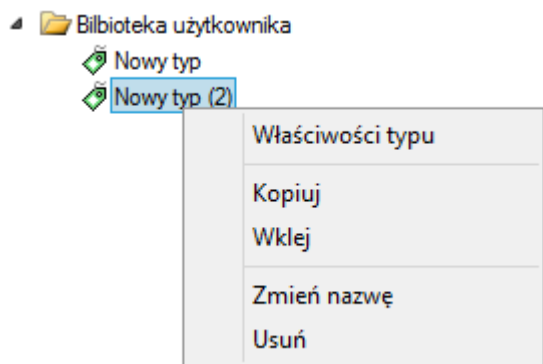 Bilbioteka użytkownika
Nowy typ
Nowy typ (2)
Właściwości typu
Kopiuj
Wklej
Zmień nazwę
Usuń